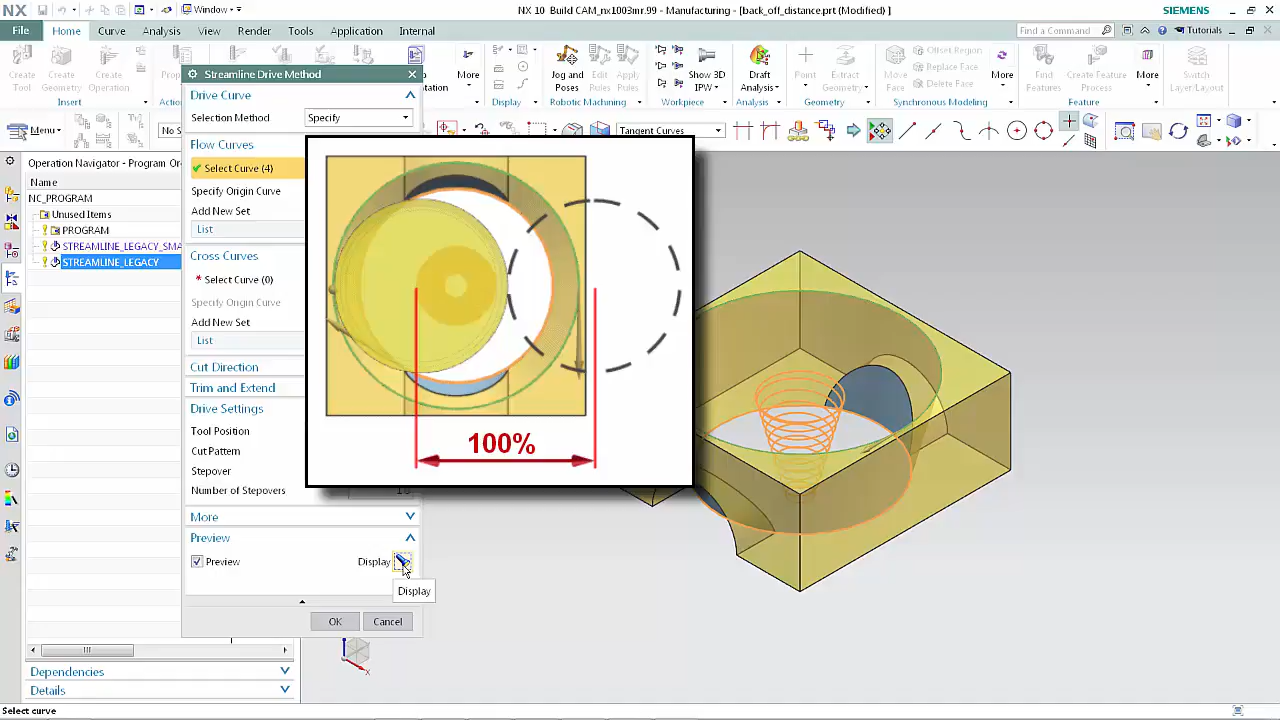 NX
Window
NX 10 Build CAM_nx1003mr.99 - Manufacturing - [back_off_distance.prt (Modified) ]
SIEMENS
File
Home
Curve
Analysis
View
Render
Tools
Application
Internal
Find a Command
Tutorials
Create Tool
Create Geometry
Create Operation
More
Jog and Poses
Edit Poses
Apply Poses
Show 3D IPW
Draft Analysis
Point
Extract Geometry
Move Face
Offset Region
Replace Face
Delete Face
More
Find Features
Create Feature Process
More
Switch Layer/Layout
Insert
Display
Robotic Machining
Workpiece
Analysis
Geometry
Synchronous Modeling
Feature
Menu
No S
Tangent Curves
Operation Navigator - Program Or
Name
NC_PROGRAM
Unused Items
PROGRAM
STREAMLINE_LEGACY_SMA
STREAMLINE_LEGACY
Streamline Drive Method
Drive Curve
Selection Method
Specify
Flow Curves
Select Curve (4)
Specify Origin Curve
Add New Set
List
Cross Curves
* Select Curve (0)
Specify Origin Curve
Add New Set
List
Cut Direction
Trim and Extend
Drive Settings
Tool Position
Cut Pattern
Stepover
Number of Stepovers
More
Preview
Preview
Display
Display
OK
Cancel
100%
X
Dependencies
Details
Select curve